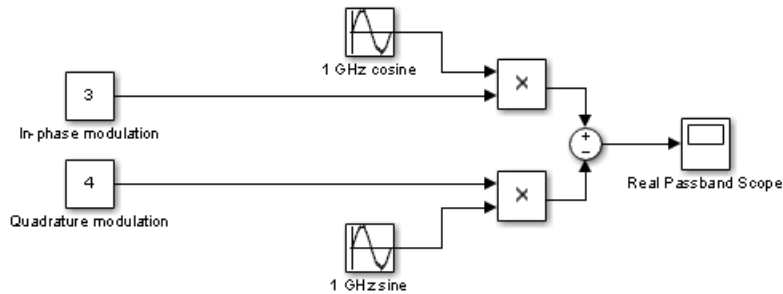 1 GHz cosine
×
3
In-phase modulation
+
−
Real Passband Scope
4
Quadrature modulation
×
1 GHz sine